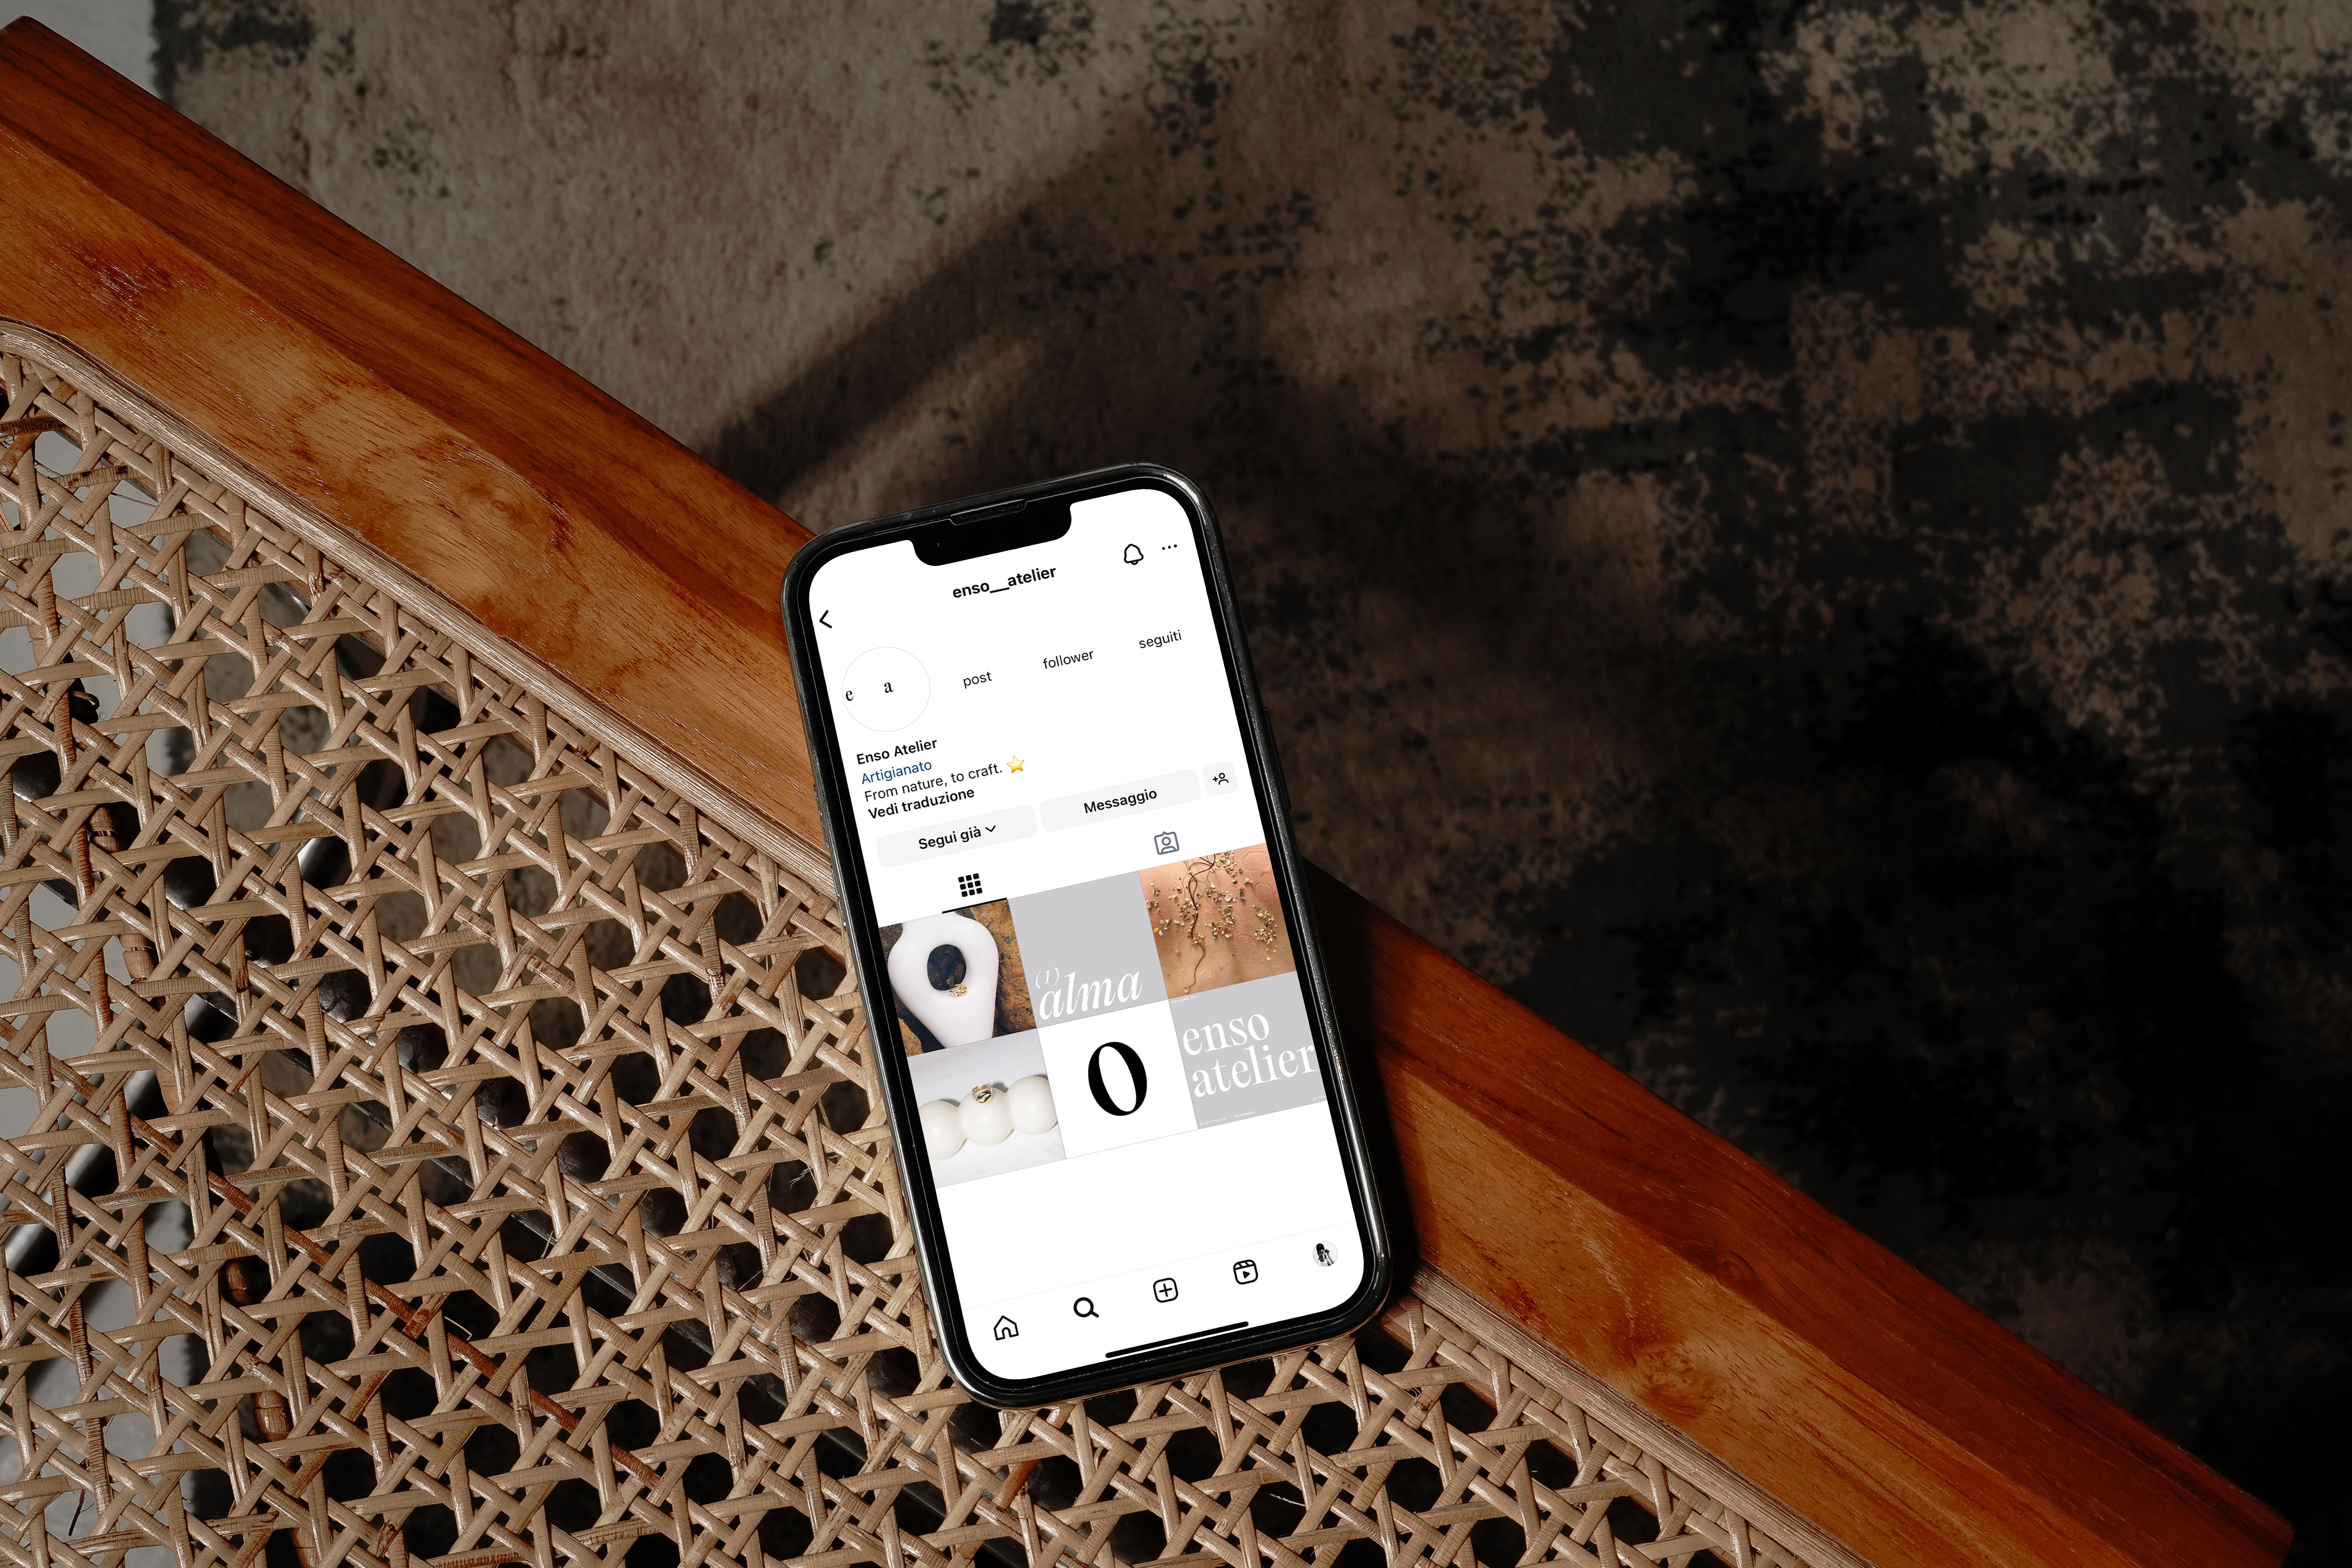 enso__atelier
e a
post follower seguiti
Enso Atelier
Artigianato
From nature, to craft. ⭐
Vedi traduzione
Segui già
Messaggio
(1)
alma
O
enso
atelier